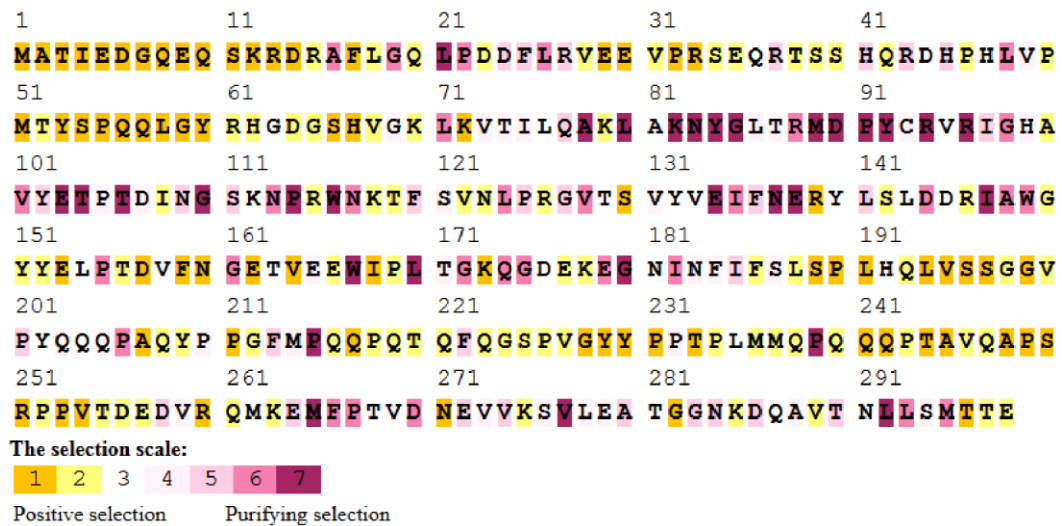 1 11 21 31 41
MATIEDGQEQ SKRDRAFLGQ LPDDFLRVEE VPRSEQRTSS HQRDHPHLVP
51 61 71 81 91
MTYSPQQLGY RHGDGSHVGK LKVTILQAKL AKNYGLTRMD PYCRVRIGHA
101 111 121 131 141
VYETPTDING SKNPRWNKTF SVNLPRGVTS VYVEIFNERY LSLDDRIAWG
151 161 171 181 191
YYELPTDVFN GETVEEWIPL TGKQGDEKEG NINFIFSLSP LHQLVSSGGV
201 211 221 231 241
PYQQQPAQYP PGFMPQQPQT QFQGSPVGYY PPTPLMMQPQ QQPTAVQAPS
251 261 271 281 291
RPPVTDEDVR QMKEMFPTVD NEVVKSVLEA TGGNKDQAVT NLLSMTTE
The selection scale:
1 2 3 4 5 6 7
Positive selection Purifying selection